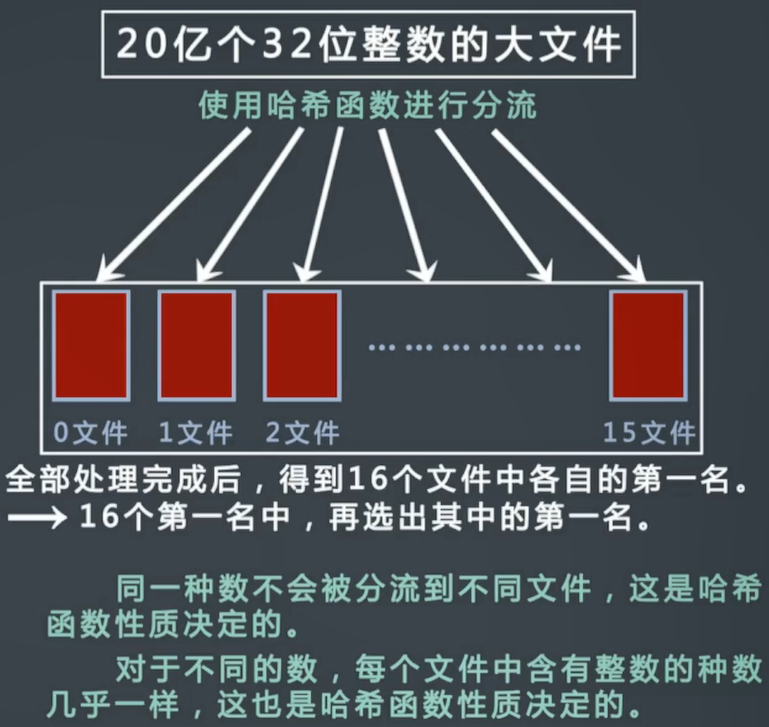 20亿个32位整数的大文件
使用哈希函数进行分流
… … … … … …
0文件 1文件 2文件 15文件
全部处理完成后，得到16个文件中各自的第一名。
→16个第一名中，再选出其中的第一名。
同一种数不会被分流到不同文件，这是哈希
函数性质决定的。
对于不同的数，每个文件中含有整数的种数
几乎一样，这也是哈希函数性质决定的。